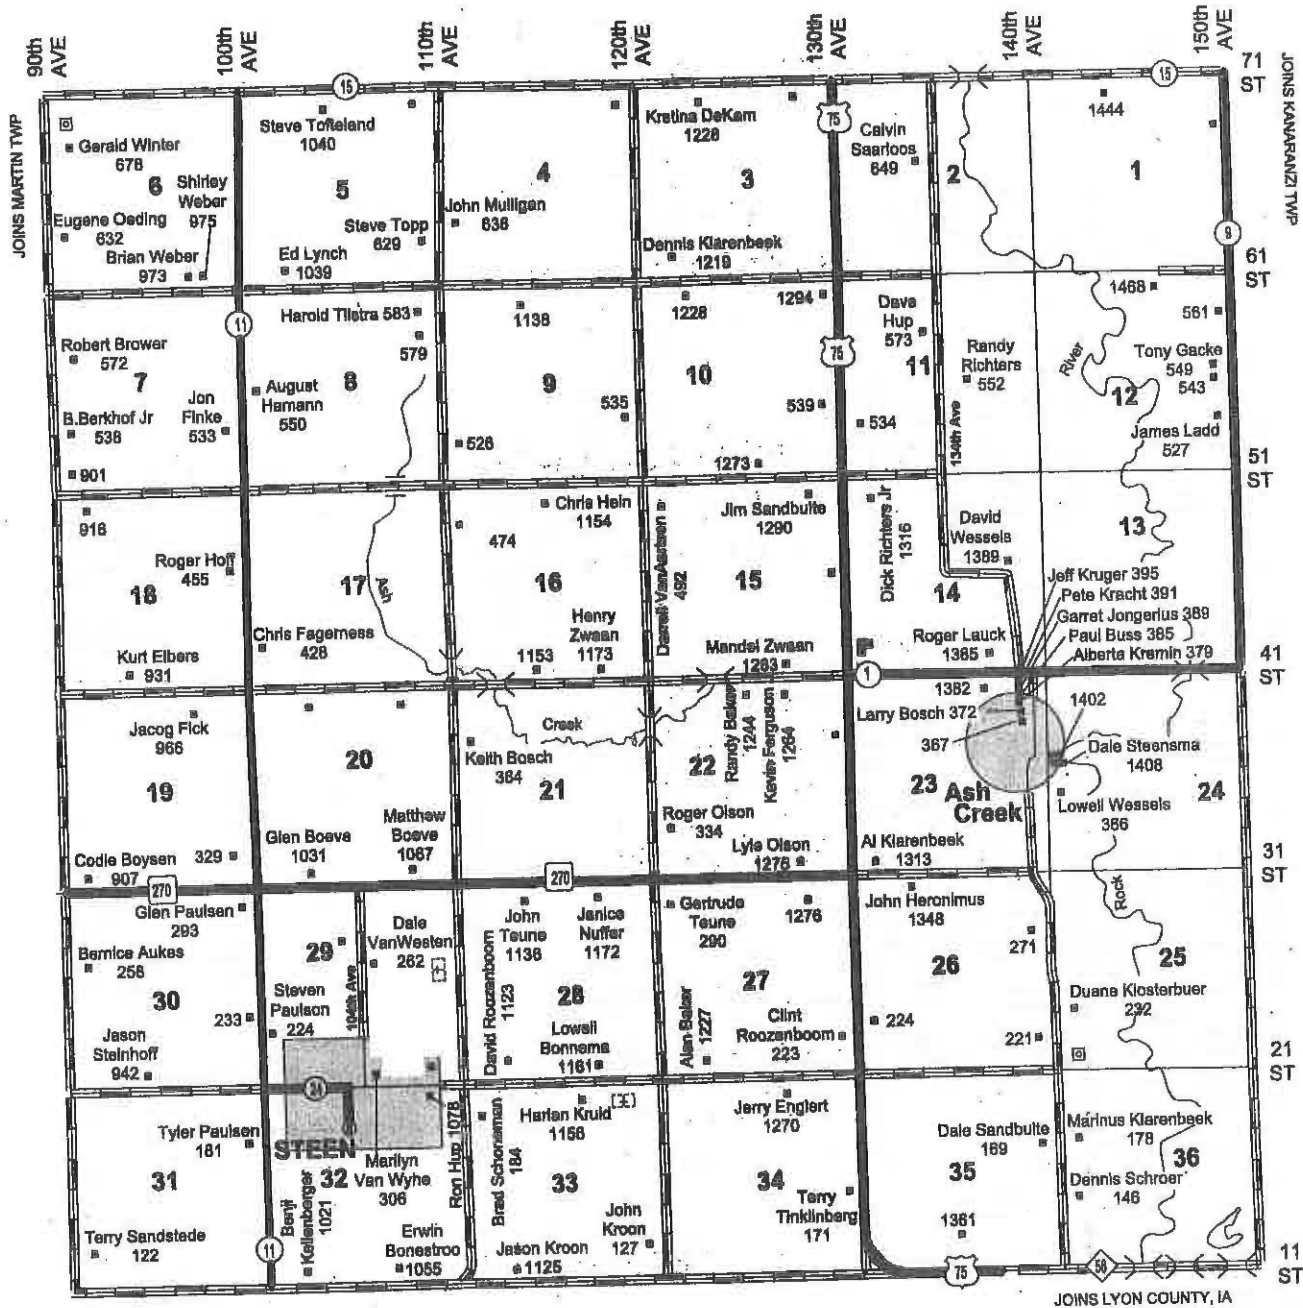 90th AVE
100th AVE
110th AVE
120th AVE
130th AVE
140th AVE
150th AVE
71 ST
JOINS KANARANZI TWP
JOINS MARTIN TWP
15
75
15
Gerald Winter
678
6
Shirley
Weber
975
Eugene Oeding
632
Brian Weber
973
Steve Tofteland
1040
5
Steve Topp
629
Ed Lynch
1039
4
John Mulligan
636
Kristina DeKam
1228
3
Dennis Klarenbeek
1219
Calvin
Saarloos
649
2
1444
1
9
61 ST
11
Robert Brower
572
7
Jon
Finke
533
B.Berkhof Jr
538
901
Harold Tilstra 583
579
8
August
Hamann
550
1138
9
535
526
1228
1294
10
539
1273
75
Dave
Hup
573
11
534
Randy
Richters
552
134th Ave
River
1468
561
Tony Gacke
549
543
12
James Ladd
527
51 ST
916
Roger Hoff
455
18
Kurt Elbers
931
17
Ash
Chris Fagerness
428
Chris Hein
1154
474
16
Henry
Zwaan
1173
1153
Darrell VanAartsen
492
Jim Sandbulte
1290
15
Mandel Zwaan
1283
Dick Richters Jr
1316
David
Wessels
1389
14
13
Jeff Kruger 395
Pete Kracht 391
Garret Jongerius 389
Paul Buss 385
Alberta Kremin 379
Roger Lauck
1385
41 ST
1
Jacog Fick
966
19
Codie Boysen
907
329
20
Glen Boeve
1031
Matthew
Boeve
1067
Creek
Keith Bosch
364
21
Randy Baker
1244
Kevin Ferguson
1264
22
Roger Olson
334
Lyle Olson
1276
1382
Larry Bosch 372
367
1402
Dale Steensma
1408
23
Ash
Creek
Lowell Wessels
366
24
Al Klarenbeek
1313
31 ST
270
270
Glen Paulsen
293
Bernice Aukes
258
30
233
Jason
Steinhoff
942
29
104th Ave
Dale
VanWesten
262
Steven
Paulson
224
John
Teune
1136
Janice
Nuffer
1172
David Roozenboom
1123
28
Lowell
Bonnema
1161
Gertrude
Teune
290
1276
27
Alan Baker
1227
Clint
Roozenboom
223
John Heronimus
1348
271
26
224
221
Rock
25
Duane Klosterbuer
232
21 ST
24
Tyler Paulsen
181
31
Terry Sandstede
122
11
STEEN
32
Benji
Kellenberger
1021
Marilyn
Van Wyhe
306
Ron Hup 1078
Erwin
Bonestroo
1055
Brad Schoneman
184
Harlan Kruid
1156
33
John
Kroon
127
Jason Kroon
1125
Jerry Englert
1270
34
Terry
Tinklinberg
171
Dale Sandbulte
169
35
1361
Marinus Klarenbeek
178
36
Dennis Schroer
146
75
58
11 ST
JOINS LYON COUNTY, IA